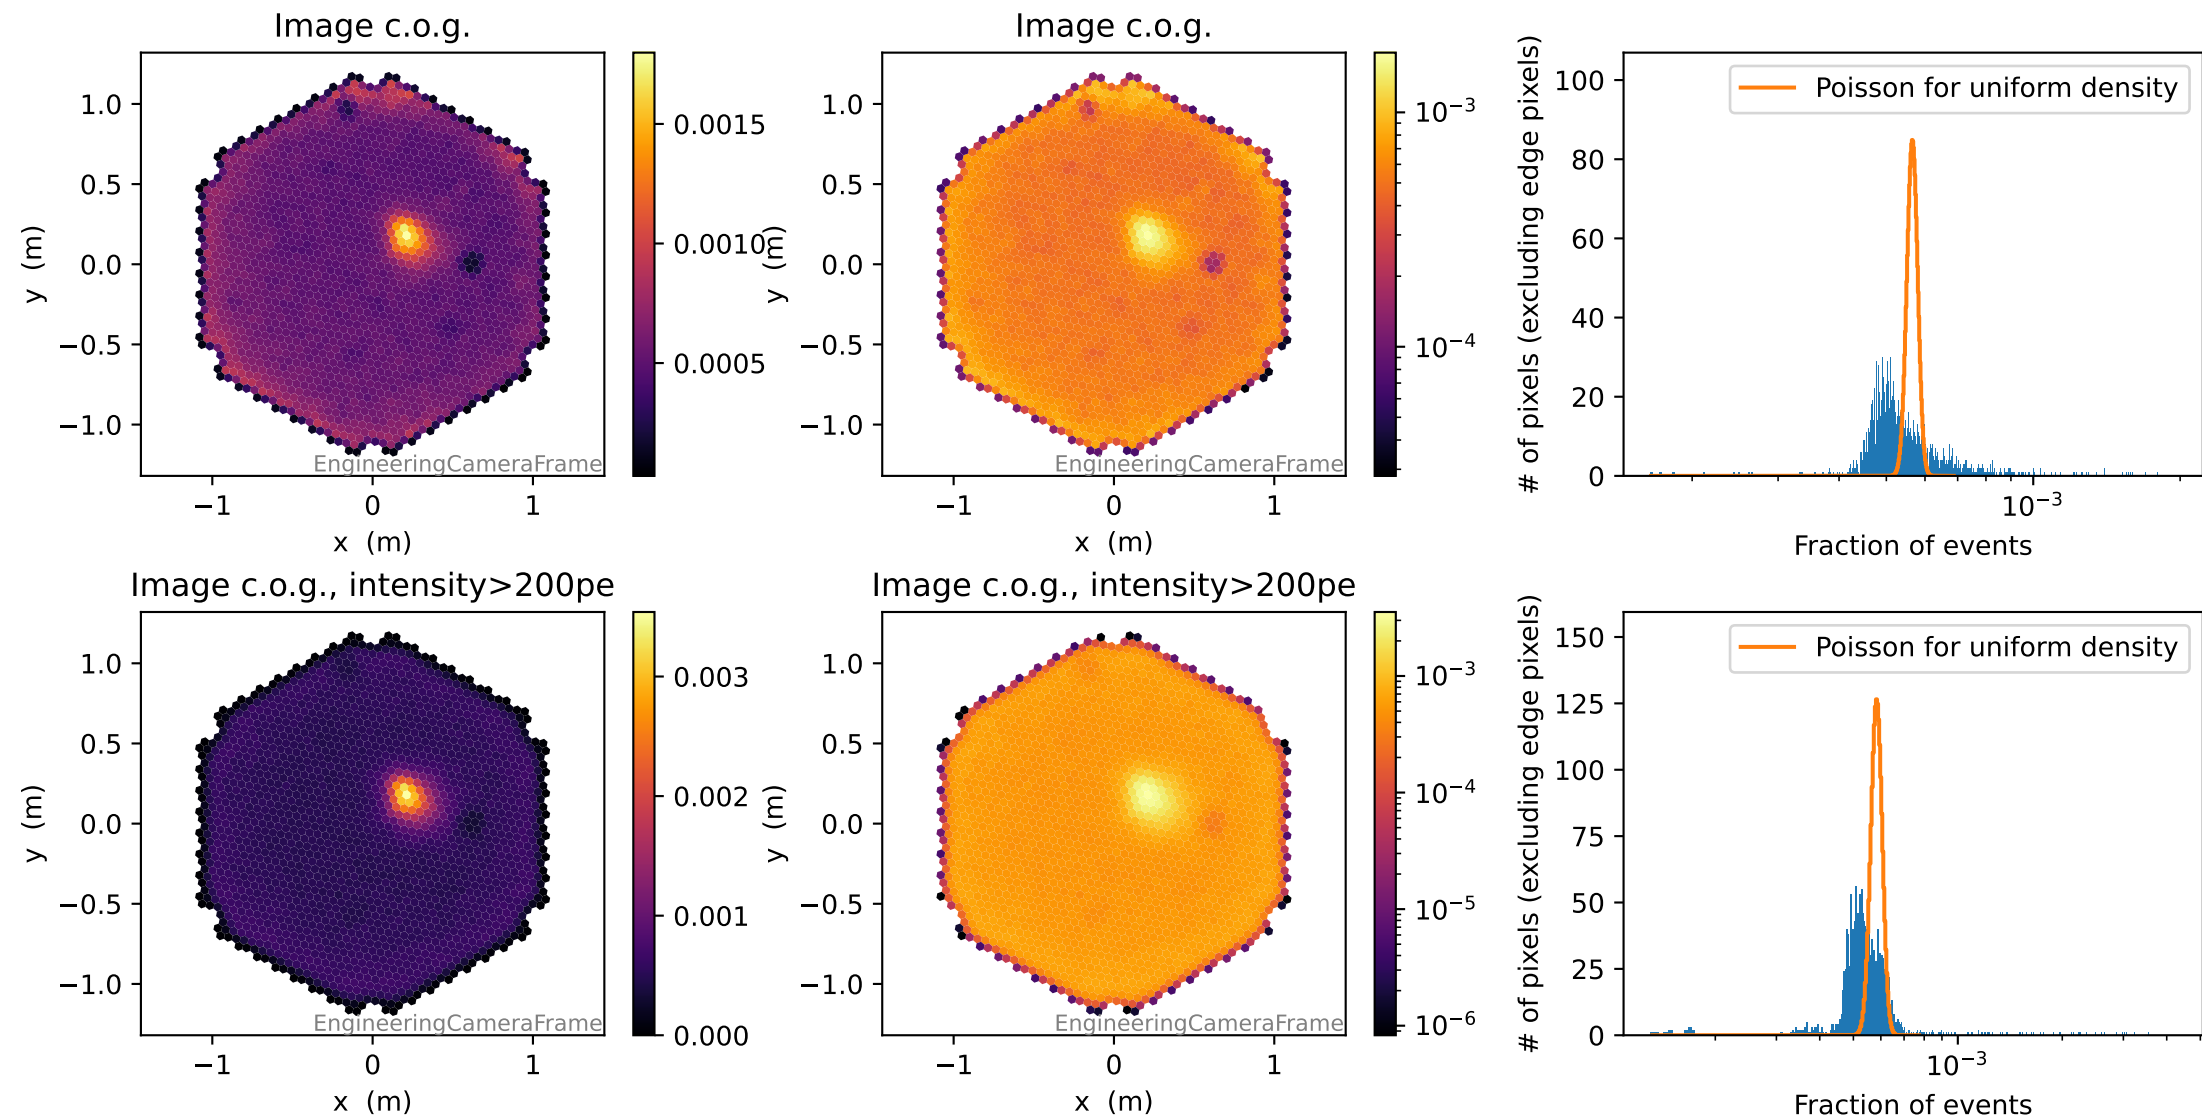 Image c.o.g.
1.0
0.5
0.0
−0.5
−1.0
y (m)
−1 0 1
x (m)
EngineeringCameraFrame
0.0015
0.0010
0.0005
Image c.o.g.
1.0
0.5
0.0
−0.5
−1.0
y (m)
−1 0 1
x (m)
EngineeringCameraFrame
10⁻³
10⁻⁴
# of pixels (excluding edge pixels)
100
80
60
40
20
0
Poisson for uniform density
10⁻³
Fraction of events
Image c.o.g., intensity>200pe
1.0
0.5
0.0
−0.5
−1.0
y (m)
−1 0 1
x (m)
EngineeringCameraFrame
0.003
0.002
0.001
0.000
Image c.o.g., intensity>200pe
1.0
0.5
0.0
−0.5
−1.0
y (m)
−1 0 1
x (m)
EngineeringCameraFrame
10⁻³
10⁻⁴
10⁻⁵
10⁻⁶
# of pixels (excluding edge pixels)
150
125
100
75
50
25
0
Poisson for uniform density
10⁻³
Fraction of events